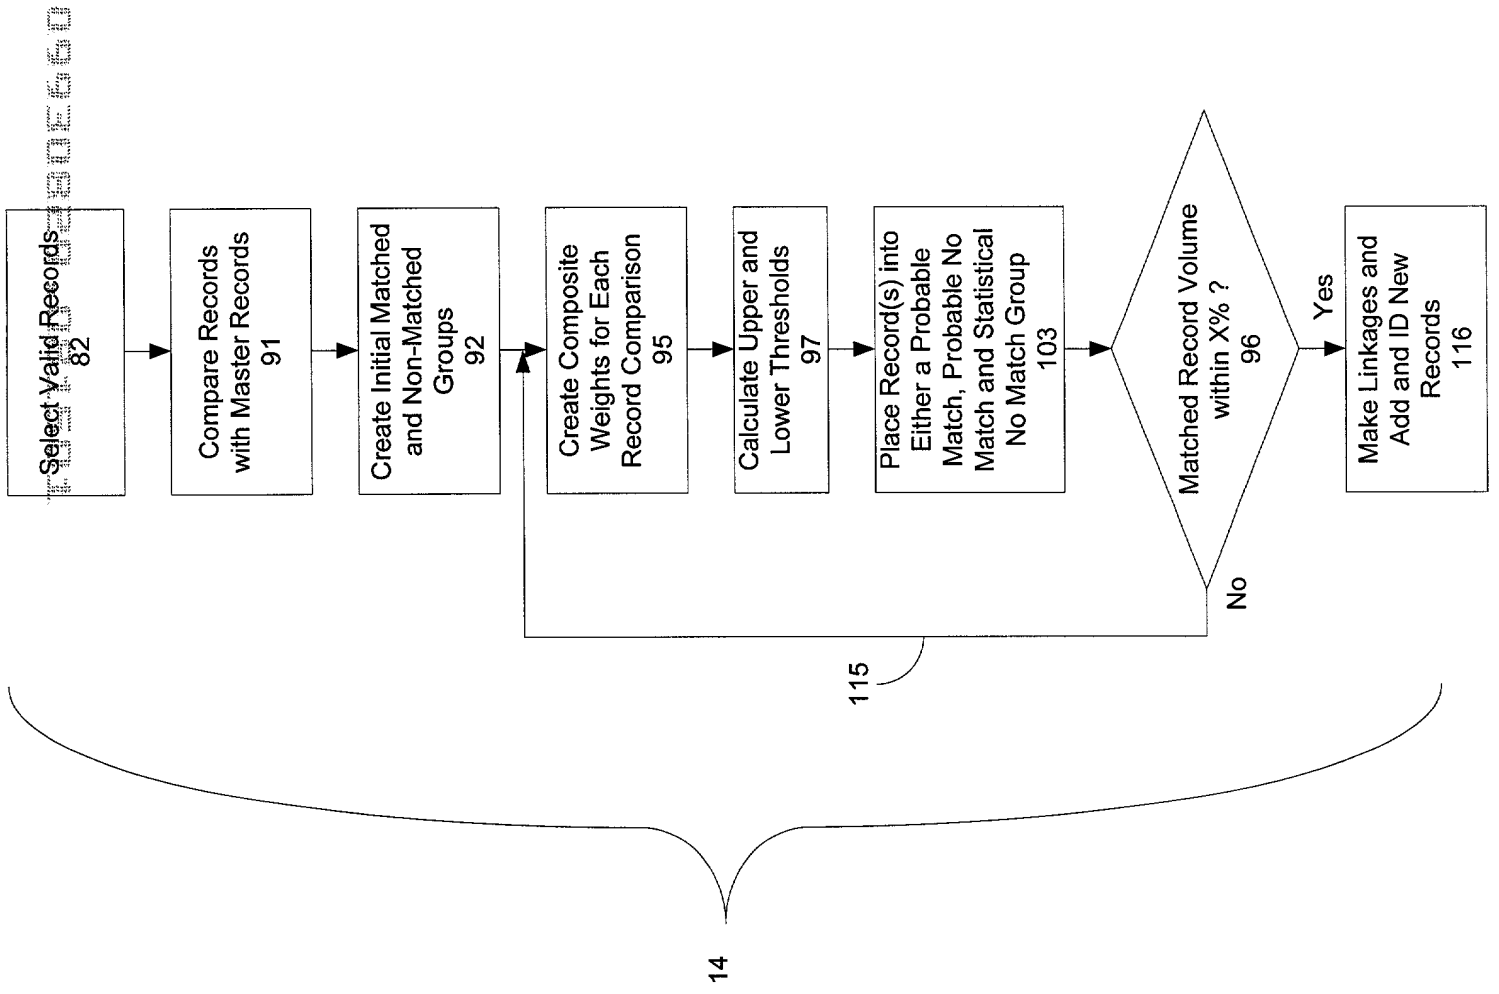 Select Valid Records
82
Compare Records
with Master Records
91
Create Initial Matched
and Non-Matched
Groups
92
Create Composite
Weights for Each
Record Comparison
95
Calculate Upper and
Lower Thresholds
97
Place Record(s) into
Either a Probable
Match, Probable No
Match and Statistical
No Match Group
103
Matched Record Volume
within X% ?
96
Yes
No
Make Linkages and
Add and ID New
Records
116
115
14